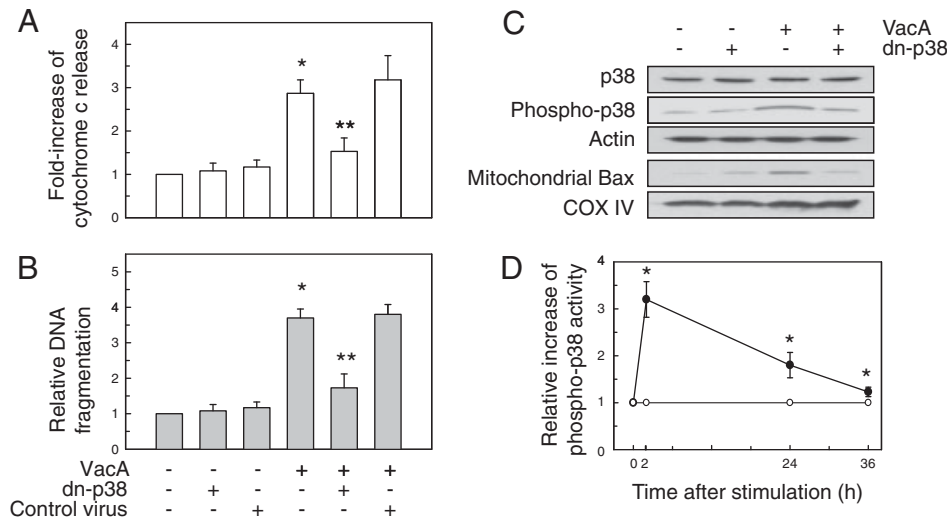 A
Fold-increase of
cytochrome c release
4
3
2
1
0
*
**
B
Relative DNA
fragmentation
5
4
3
2
1
0
*
**
VacA - - - + + +
dn-p38 - + - - + -
Control virus - - + - - +
C
- - + + VacA
- + - + dn-p38
p38
Phospho-p38
Actin
Mitochondrial Bax
COX IV
D
Relative increase of
phospho-p38 activity
4
3
2
1
0
*
*
*
0 2 24 36
Time after stimulation (h)